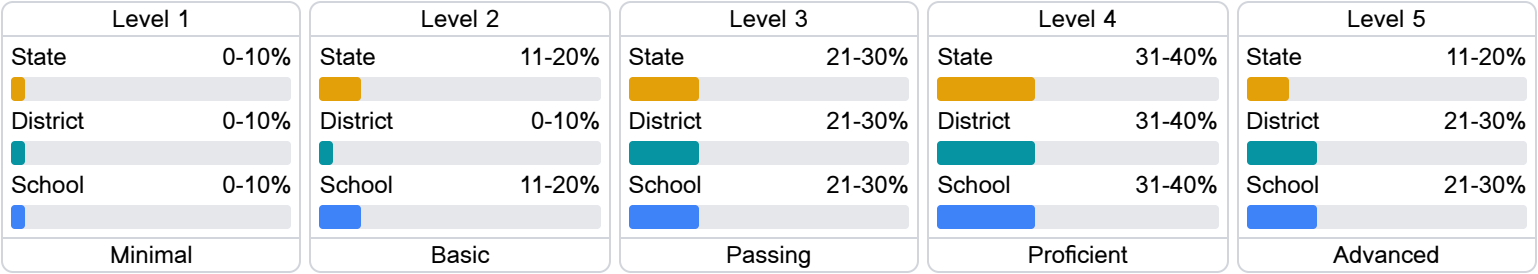 Level 1
State 0-10%
District 0-10%
School 0-10%
Minimal
Level 2
State 11-20%
District 0-10%
School 11-20%
Basic
Level 3
State 21-30%
District 21-30%
School 21-30%
Passing
Level 4
State 31-40%
District 31-40%
School 31-40%
Proficient
Level 5
State 11-20%
District 21-30%
School 21-30%
Advanced